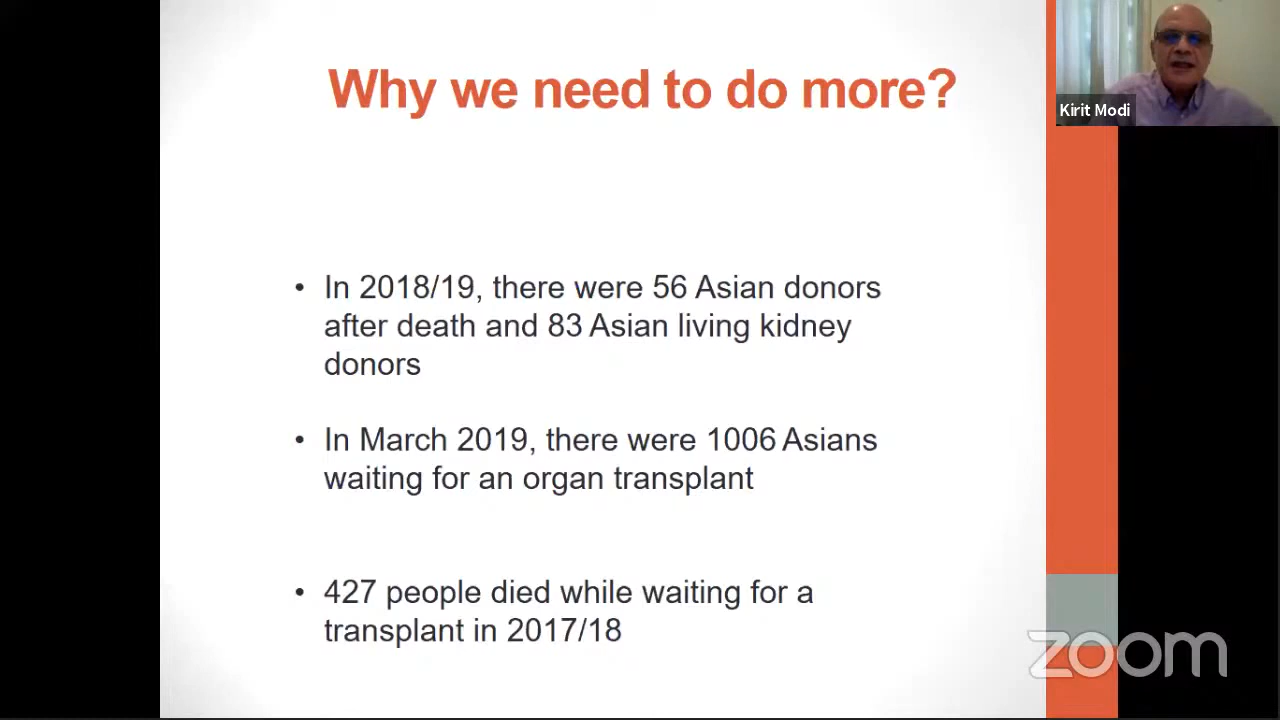 Why we need to do more?
Kirit Modi
• In 2018/19, there were 56 Asian donors
after death and 83 Asian living kidney
donors
• In March 2019, there were 1006 Asians
waiting for an organ transplant
• 427 people died while waiting for a
transplant in 2017/18
zoom